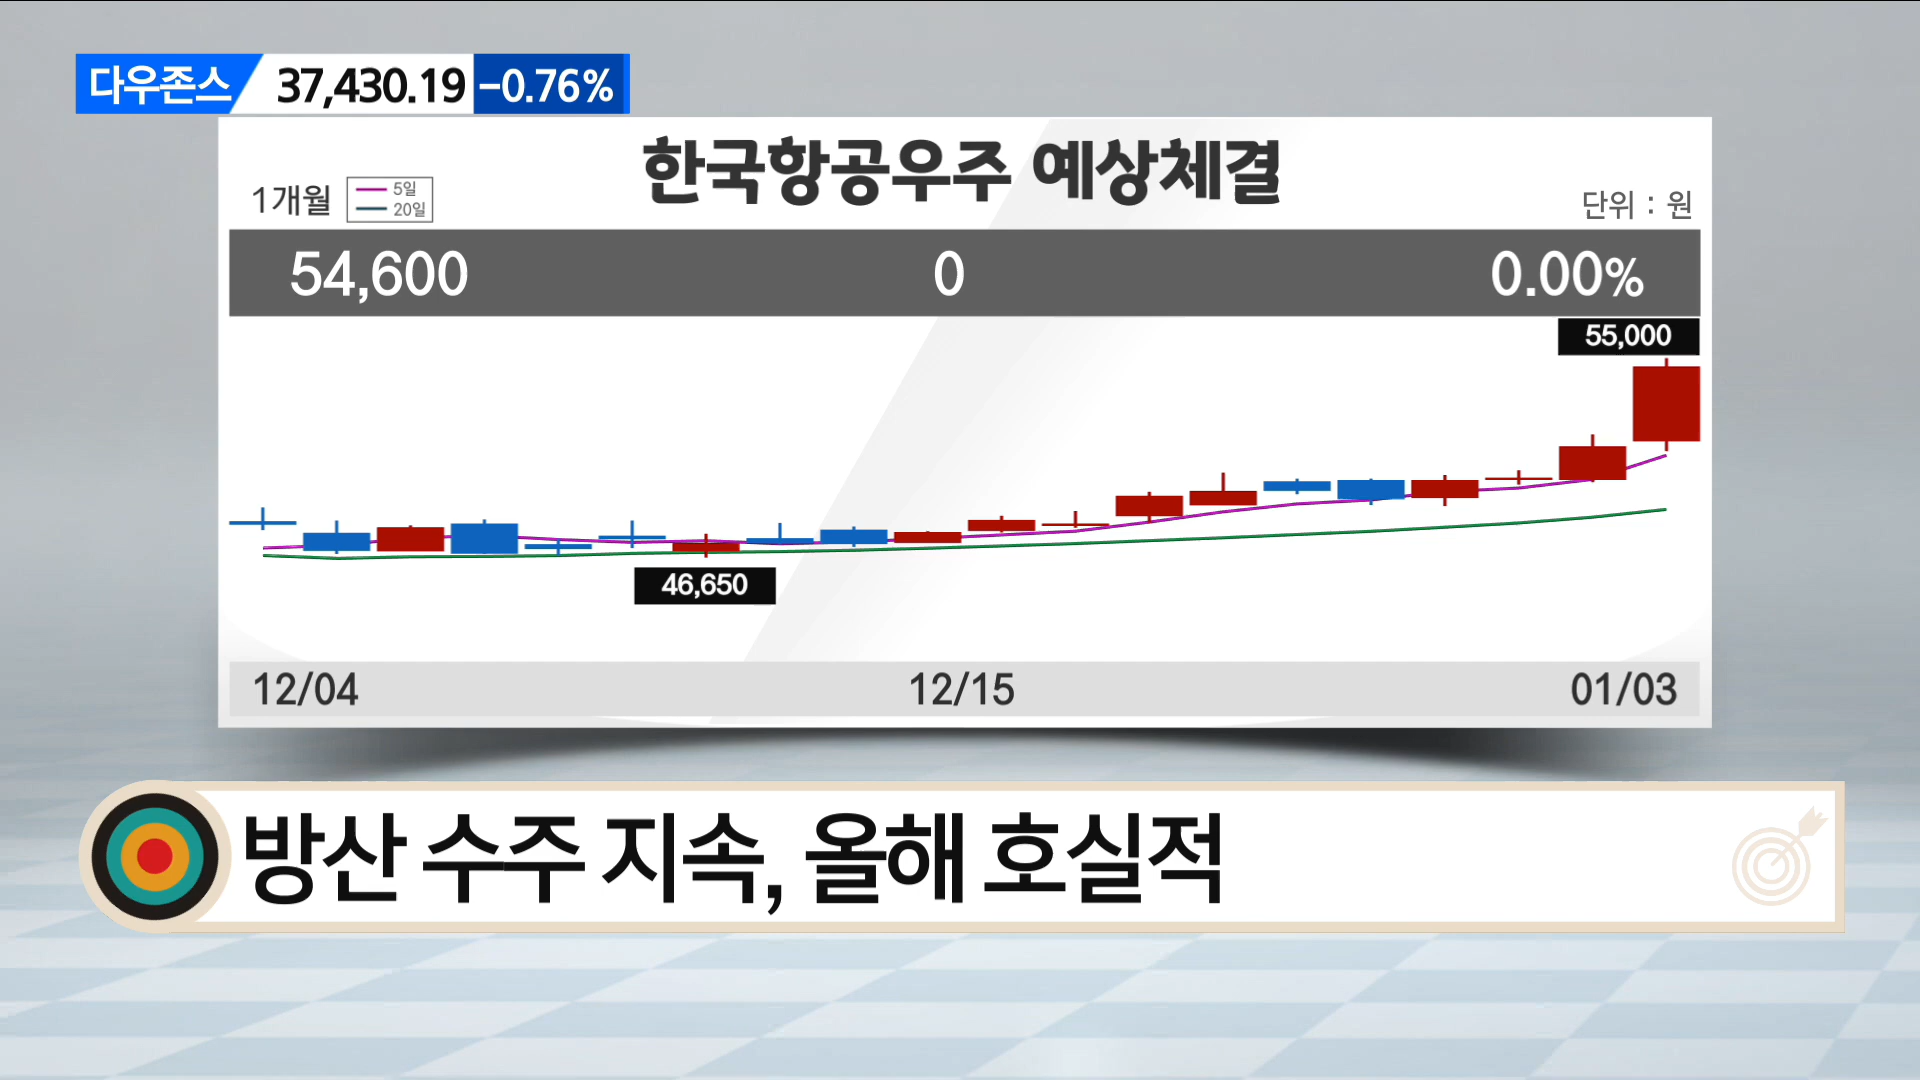 다우존스 37,430.19 -0.76%
한국항공우주 예상체결
1개월 5일
20일
단위 : 원
54,600 0 0.00%
55,000
46,650
12/04 12/15 01/03
방산 수주 지속, 올해 호실적